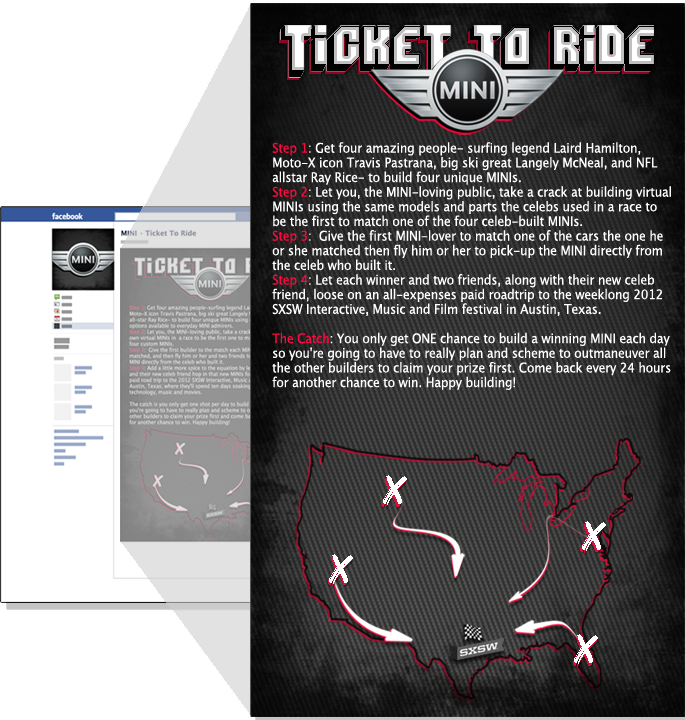 TiCKET TO RiDE
MINI
Step 1: Get four amazing people- surfing legend Laird Hamilton,
Moto-X icon Travis Pastrana, big ski great Langely McNeal, and NFL
allstar Ray Rice- to build four unique MINIs.
Step 2: Let you, the MINI-loving public, take a crack at building virtual
MINIs using the same models and parts the celebs used in a race to
be the first to match one of the four celeb-built MINIs.
Step 3:  Give the first MINI-lover to match one of the cars the one he
or she matched then fly him or her to pick-up the MINI directly from
the celeb who built it.
Step 4: Let each winner and two friends, along with their new celeb
friend, loose on an all-expenses paid roadtrip to the weeklong 2012
SXSW Interactive, Music and Film festival in Austin, Texas.
The Catch: You only get ONE chance to build a winning MINI each day
so you're going to have to really plan and scheme to outmaneuver all
the other builders to claim your prize first. Come back every 24 hours
for another chance to win. Happy building!
X
X
X
X
SXSW
facebook
MINI
MINI - Ticket To Ride
TiCKET TO R
MINI